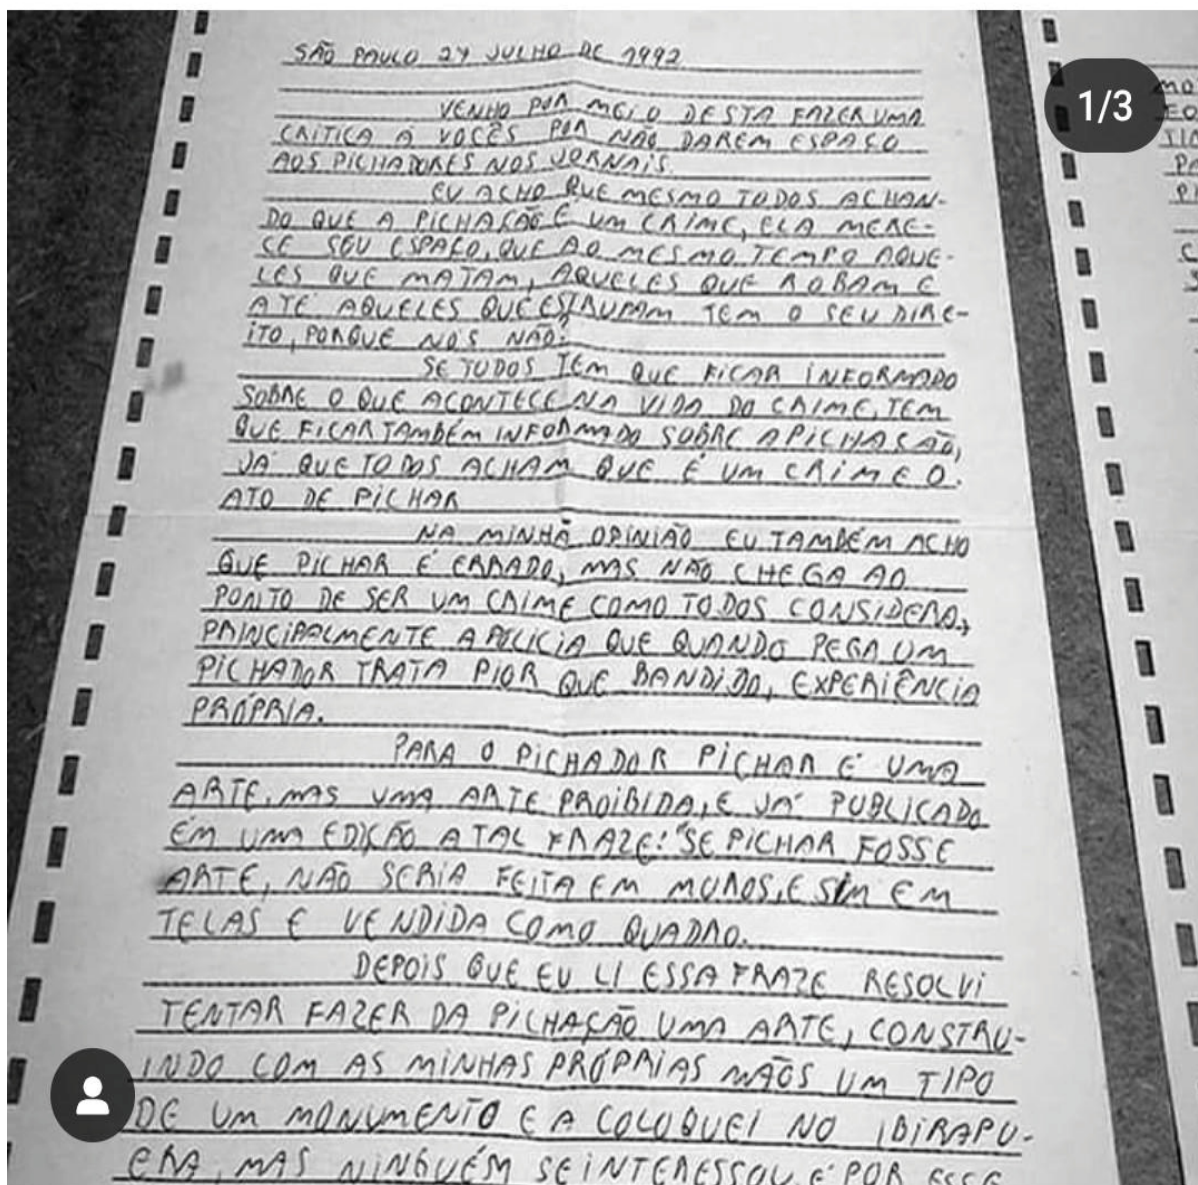 SÃO PAULO 27 JULHO DE 1992
VENHO POR MEIO DESTA FAZER UMA
CRITICA A VOCÊS POR NÃO DAREM ESPAÇO
AOS PICHADORES NOS JORNAIS.
EU ACHO QUE MESMO TODOS ACHAN-
DO QUE A PICHAÇÃO É UM CRIME, ELA MERE-
CE SEU ESPAÇO, QUE AO MESMO TEMPO AQUE-
LES QUE MATAM, AQUELES QUE ROBAM E
ATÉ AQUELES QUE ESTRUPAM TEM O SEU DIRE-
ITO, PORQUE NÓS NÃO?
SE TODOS TEM QUE FICAR INFORMADO
SOBRE O QUE ACONTECE NA VIDA DO CRIME, TEM
QUE FICAR TAMBÉM INFORMADO SOBRE A PICHASÃO,
JÁ QUE TODOS ACHAM QUE É UM CRIME O
ATO DE PICHAR
NA MINHÃ OPINIÃO EU TAMBÉM ACHO
QUE PICHAR É ERRADO, MAS NÃO CHEGA AO
PONTO DE SER UM CRIME COMO TODOS CONSIDERA,
PRINCIPALMENTE A POLICIA QUE QUANDO PEGA UM
PICHADOR TRATA PIOR QUE BANDIDO, EXPERIÊNCIA
PRÓPRIA.
PARA O PICHADOR PICHAR É UMA
ARTE, MAS UMA ARTE PROIBIDA, E JÁ PUBLICADO
EM UMA EDIÇÃO A TAL FRAZE: "SE PICHAR FOSSE
ARTE, NÃO SERIA FEITA EM MUROS, E SIM EM
TELAS E VENDIDA COMO QUADRO.
DEPOIS QUE EU LI ESSA FRAZE RESOLVI
TENTAR FAZER DA PICHAÇÃO UMA ARTE, CONSTRU-
INDO COM AS MINHAS PRÓPRIAS MÃOS UM TIPO
DE UM MONUMENTO E A COLOQUEI NO IBIRAPU-
ERA, MAS NINGUÉM SE INTERESSOU E POR ESSE
1/3